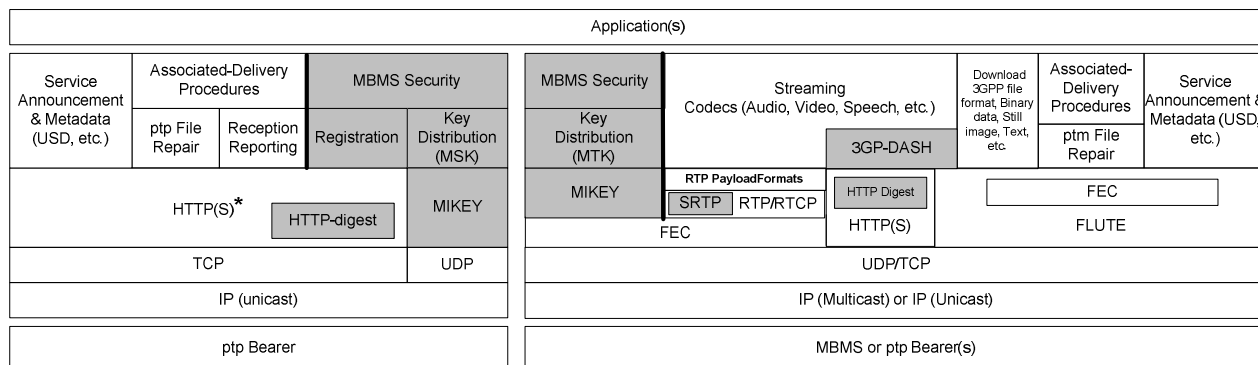 Application(s)
Service
Announcement
& Metadata
(USD, etc.)
Associated-Delivery
Procedures
ptp File
Repair
Reception
Reporting
MBMS Security
Registration
Key
Distribution
(MSK)
HTTP(S)*
HTTP-digest
MIKEY
TCP
UDP
IP (unicast)
ptp Bearer
MBMS Security
Key
Distribution
(MTK)
MIKEY
Streaming
Codecs (Audio, Video, Speech, etc.)
3GP-DASH
Download
3GPP file
format, Binary
data, Still
image, Text,
etc.
Associated-
Delivery
Procedures
ptm File
Repair
Service
Announcement &
Metadata (USD,
etc.)
RTP PayloadFormats
SRTP
RTP/RTCP
FEC
HTTP Digest
HTTP(S)
FEC
FLUTE
UDP/TCP
IP (Multicast) or IP (Unicast)
MBMS or ptp Bearer(s)